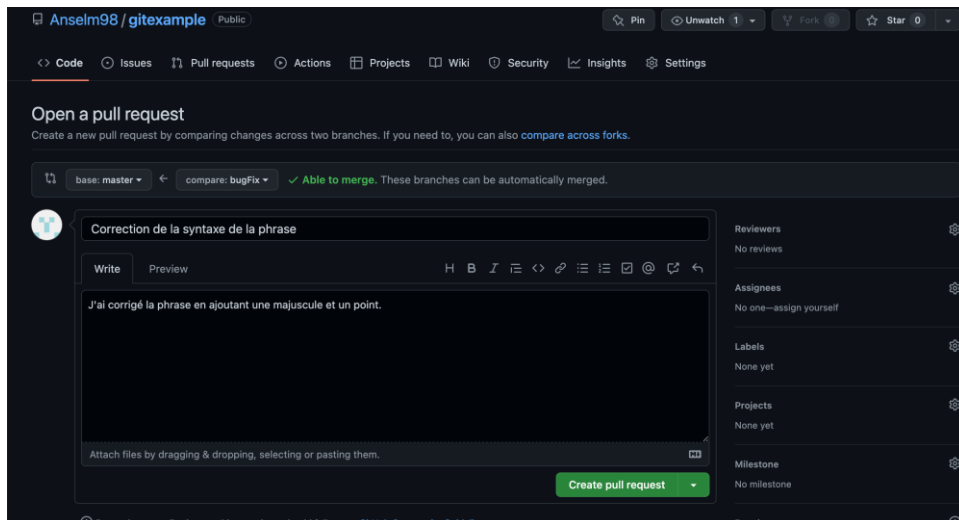 Anselm98 / gitexample Public
Pin Unwatch 1 Fork 0 Star 0
<> Code Issues Pull requests Actions Projects Wiki Security Insights Settings
Open a pull request
Create a new pull request by comparing changes across two branches. If you need to, you can also compare across forks.
base: master ← compare: bugFix ✓ Able to merge. These branches can be automatically merged.
Correction de la syntaxe de la phrase
Write Preview
J'ai corrigé la phrase en ajoutant une majuscule et un point.
Attach files by dragging & dropping, selecting or pasting them.
Create pull request
Reviewers
No reviews
Assignees
No one—assign yourself
Labels
None yet
Projects
None yet
Milestone
No milestone